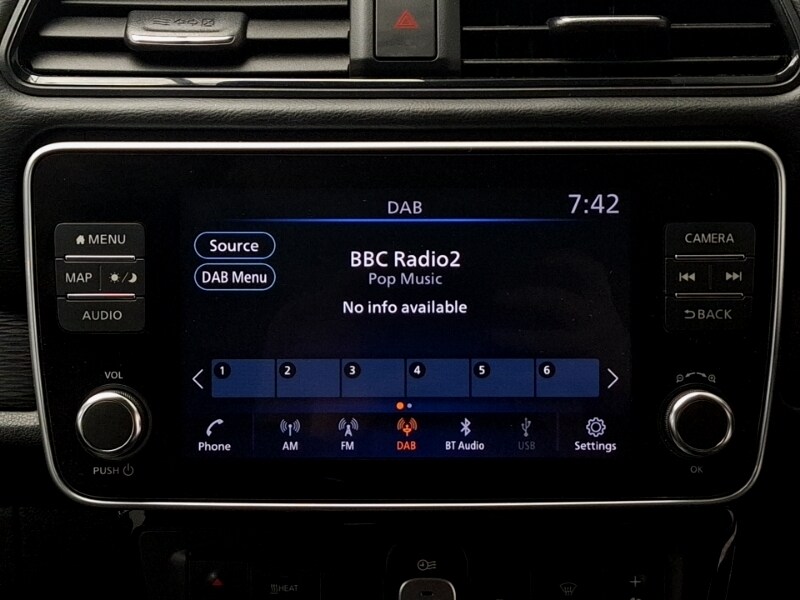 DAB 7:42
MENU
MAP
AUDIO
VOL
PUSH
Source
DAB Menu
BBC Radio2
Pop Music
No info available
1 2 3 4 5 6
Phone AM FM DAB BT Audio USB Settings
CAMERA
BACK
OK
HEAT